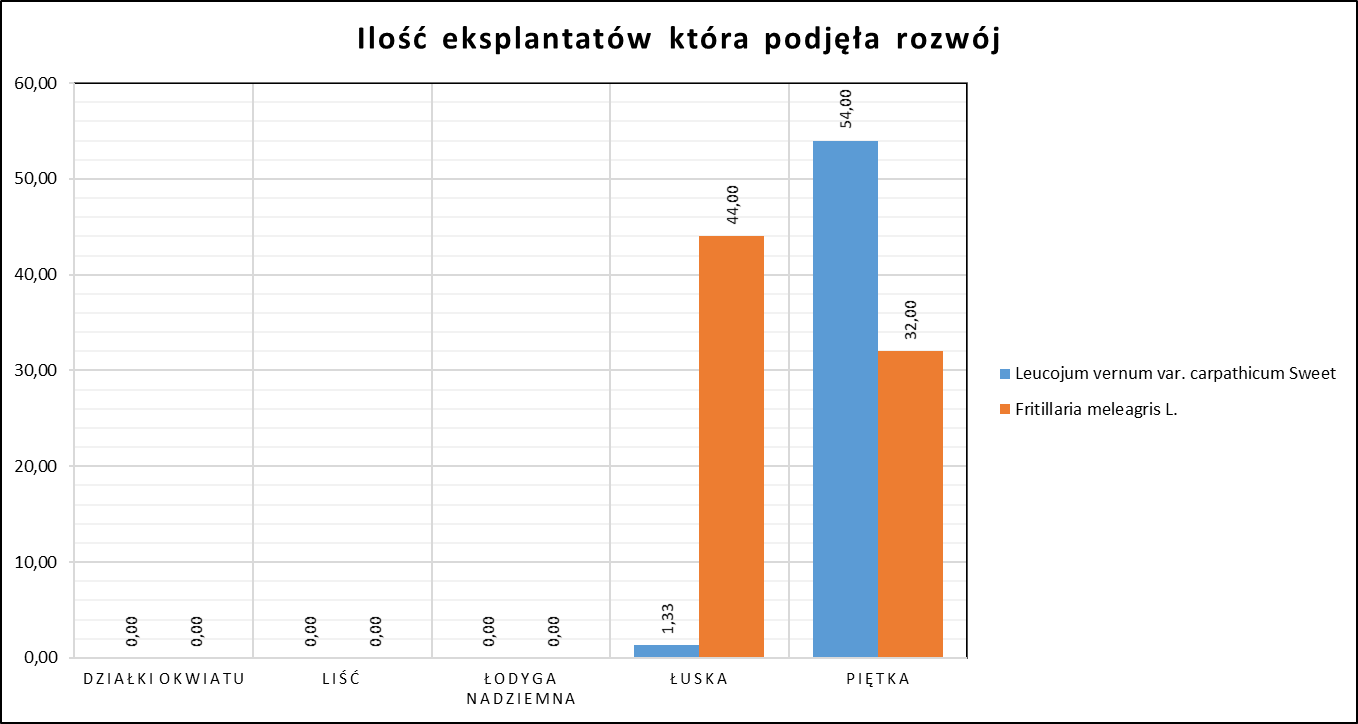 Ilość eksplantatów która podjęła rozwój
60,00
50,00
40,00
30,00
20,00
10,00
0,00
0,00 0,00 0,00 0,00 0,00 0,00 1,33 44,00 54,00 32,00
DZIAŁKI OKWIATU LIŚĆ ŁODYGA ŁUSKA PIĘTKA
NADZIEMNA
Leucojum vernum var. carpathicum Sweet
Fritillaria meleagris L.